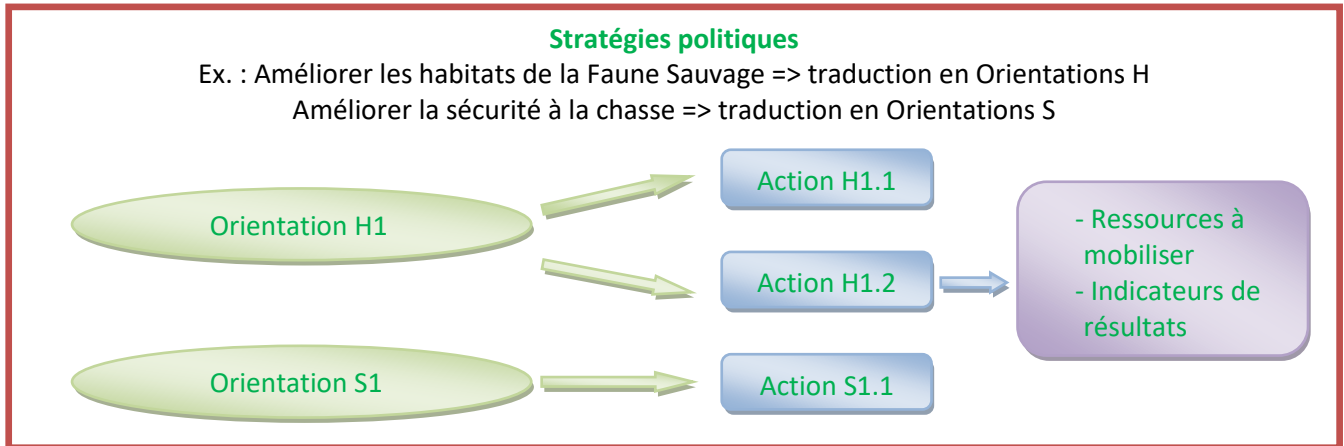 Stratégies politiques
Ex. : Améliorer les habitats de la Faune Sauvage => traduction en Orientations H
Améliorer la sécurité à la chasse => traduction en Orientations S
Orientation H1
Action H1.1
Action H1.2
- Ressources à
mobiliser
- Indicateurs de
résultats
Orientation S1
Action S1.1